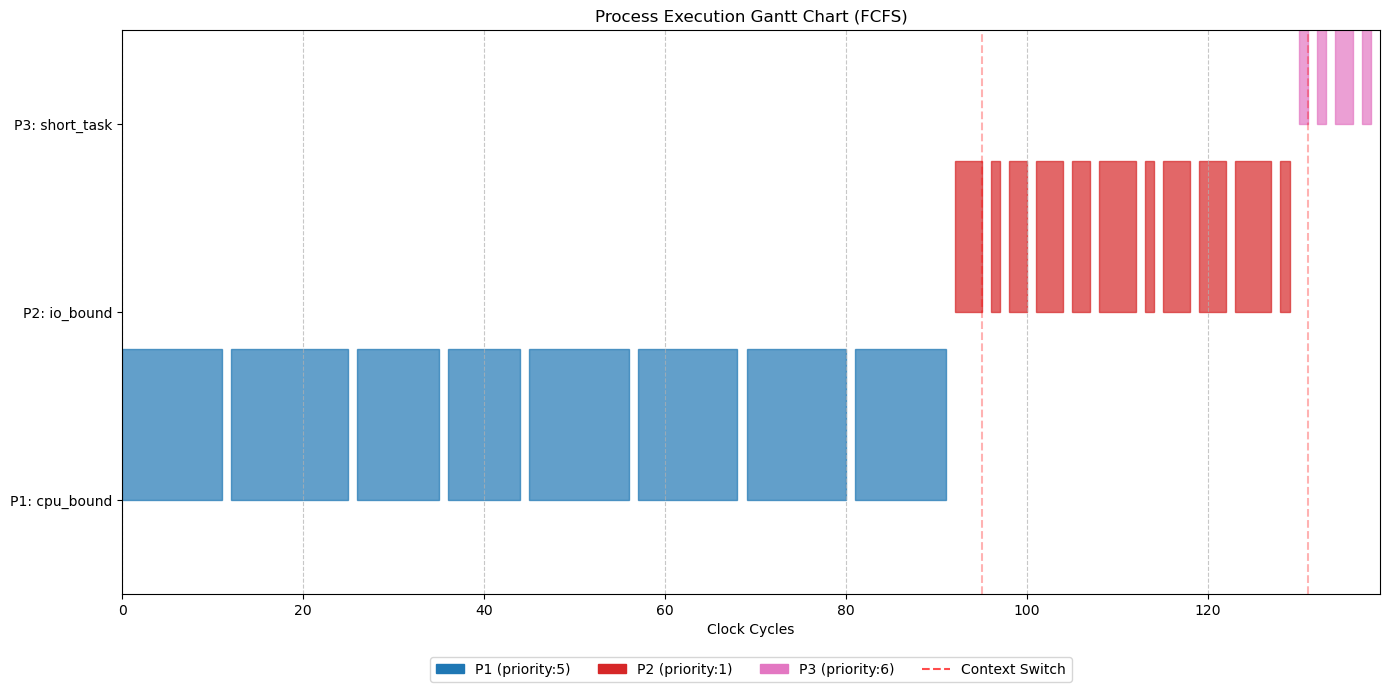 Process Execution Gantt Chart (FCFS)
P3: short_task
P2: io_bound
P1: cpu_bound
0 20 40 60 80 100 120
Clock Cycles
P1 (priority:5) P2 (priority:1) P3 (priority:6) Context Switch